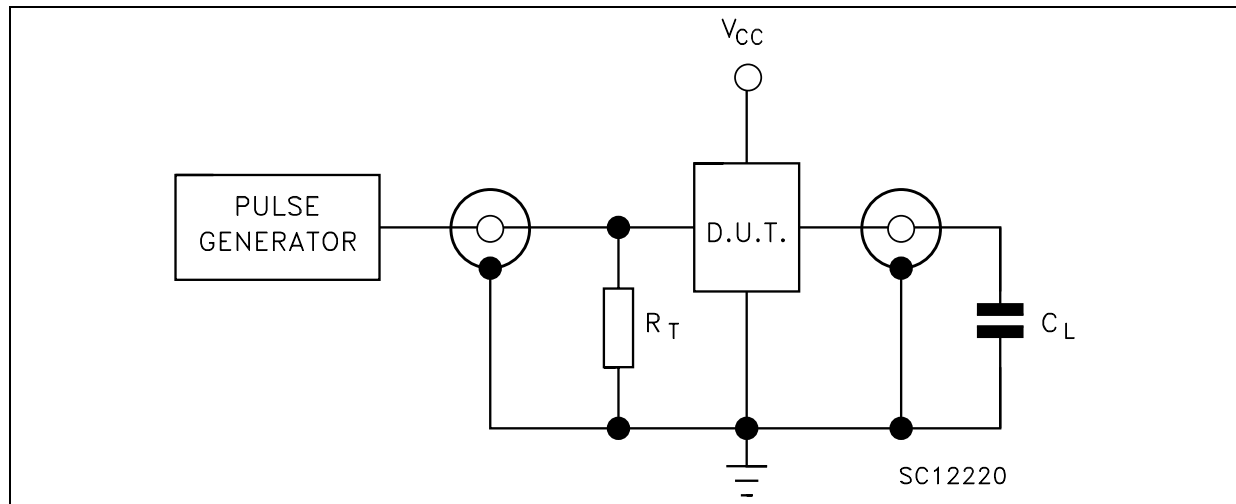 VCC
PULSE
GENERATOR
D.U.T.
RT
CL
SC12220